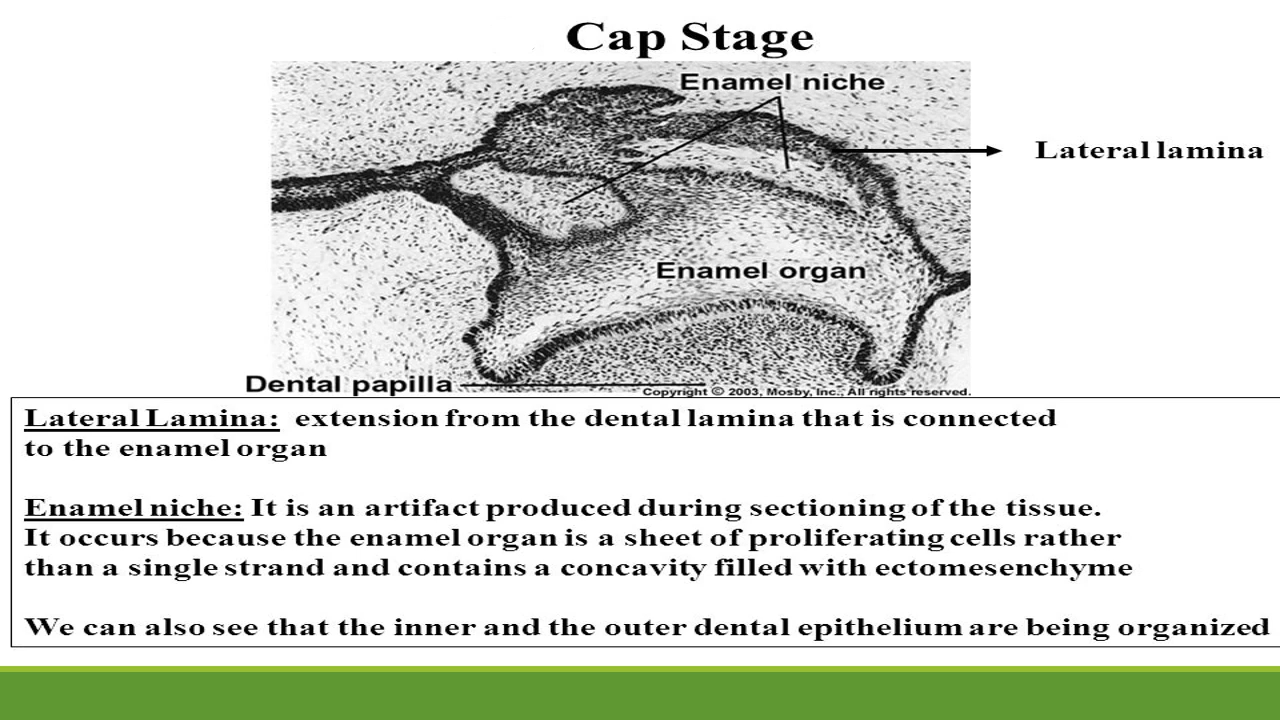 Cap Stage
Enamel niche
Lateral lamina
Enamel organ
Dental papilla
Copyright © 2003, Mosby, Inc., All rights reserved.
Lateral Lamina: extension from the dental lamina that is connected
to the enamel organ
Enamel niche: It is an artifact produced during sectioning of the tissue.
It occurs because the enamel organ is a sheet of proliferating cells rather
than a single strand and contains a concavity filled with ectomesenchyme
We can also see that the inner and the outer dental epithelium are being organized